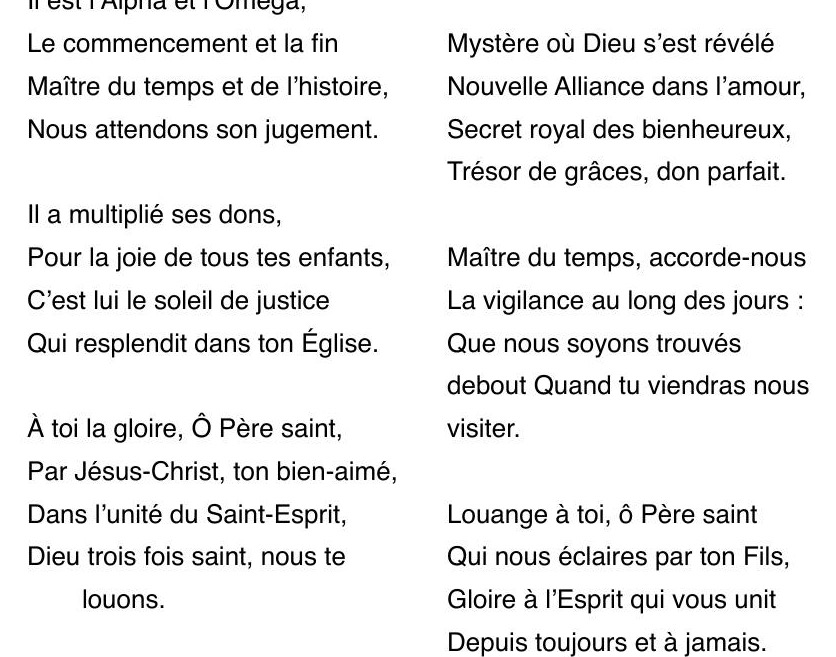 Il est l'Alpha et l'Oméga,
Le commencement et la fin
Maître du temps et de l'histoire,
Nous attendons son jugement.
Il a multiplié ses dons,
Pour la joie de tous tes enfants,
C'est lui le soleil de justice
Qui resplendit dans ton Église.
À toi la gloire, Ô Père saint,
Par Jésus-Christ, ton bien-aimé,
Dans l'unité du Saint-Esprit,
Dieu trois fois saint, nous te
louons.
Mystère où Dieu s'est révélé
Nouvelle Alliance dans l'amour,
Secret royal des bienheureux,
Trésor de grâces, don parfait.
Maître du temps, accorde-nous
La vigilance au long des jours :
Que nous soyons trouvés
debout Quand tu viendras nous
visiter.
Louange à toi, ô Père saint
Qui nous éclaires par ton Fils,
Gloire à l'Esprit qui vous unit
Depuis toujours et à jamais.